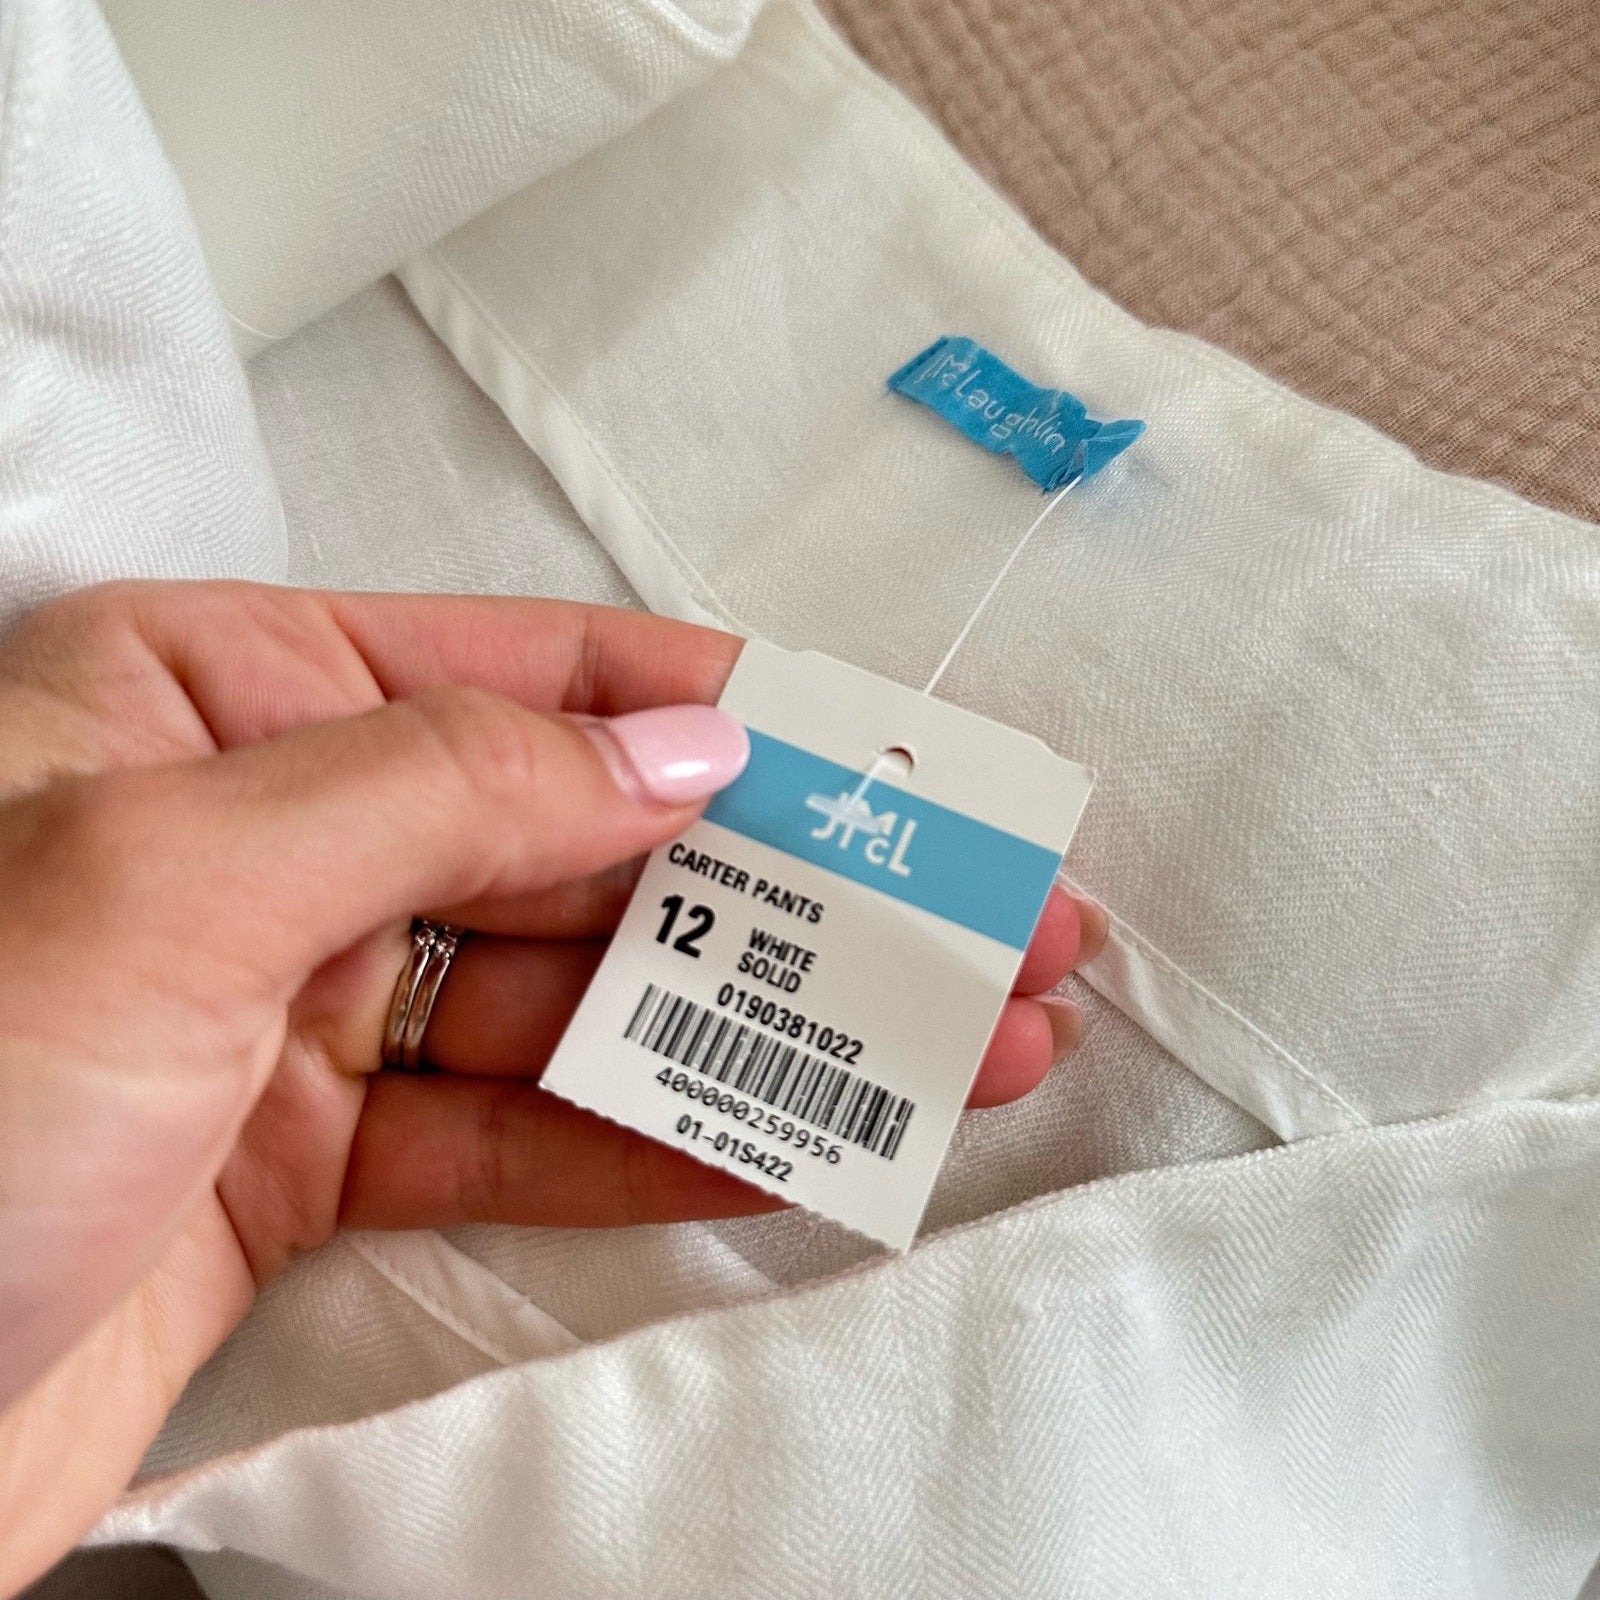 J McLaughlin
JMcL
CARTER PANTS
12 WHITE
SOLID
0190381022
400000259956
01-01S422